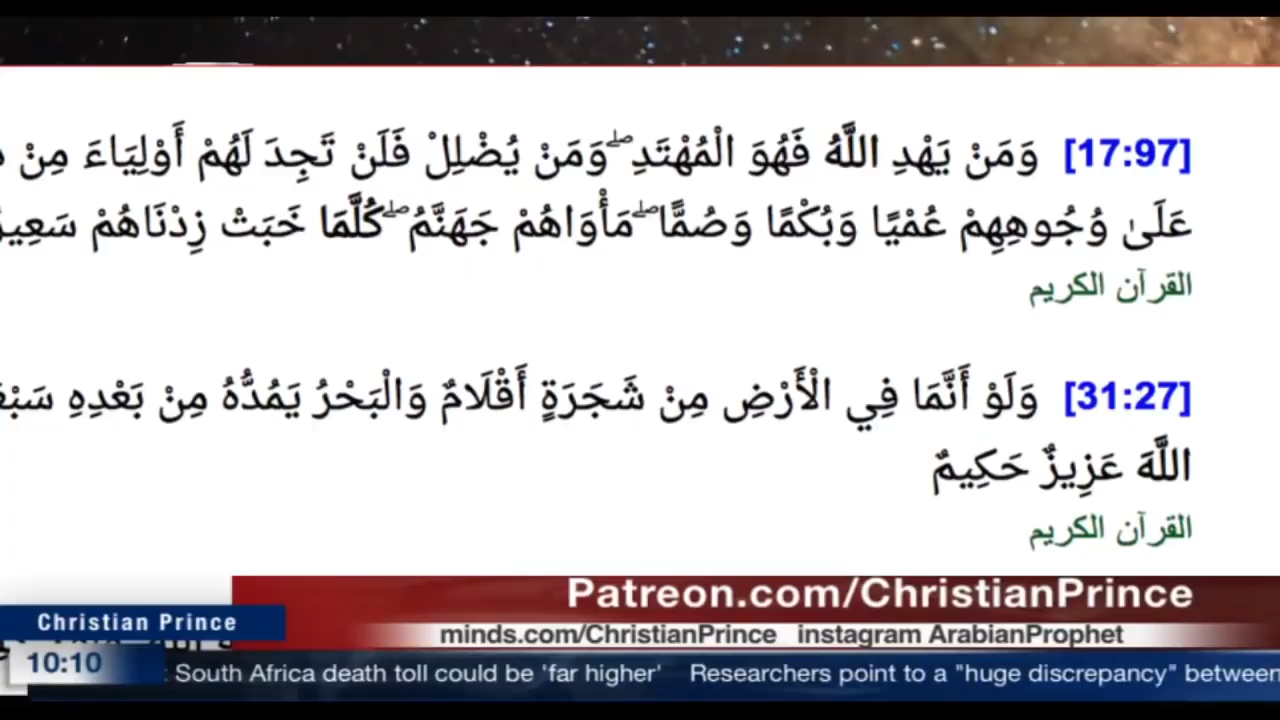 [17:97] وَمَنْ يَهْدِ اللَّهُ فَهُوَ الْمُهْتَدِ ۖ وَمَنْ يُضْلِلْ فَلَنْ تَجِدَ لَهُمْ أَوْلِيَاءَ مِنْ
عَلَىٰ وُجُوهِهِمْ عُمْيًا وَبُكْمًا وَصُمًّا ۖ مَأْوَاهُمْ جَهَنَّمُ ۖ كُلَّمَا خَبَتْ زِدْنَاهُمْ
القرآن الكريم
[31:27] وَلَوْ أَنَّمَا فِي الْأَرْضِ مِنْ شَجَرَةٍ أَقْلَامٌ وَالْبَحْرُ يَمُدُّهُ مِنْ بَعْدِهِ
اللَّهَ عَزِيزٌ حَكِيمٌ
القرآن الكريم
Patreon.com/ChristianPrince
Christian Prince
minds.com/ChristianPrince instagram ArabianProphet
10:10
: South Africa death toll could be 'far higher' Researchers point to a "huge discrepancy" between